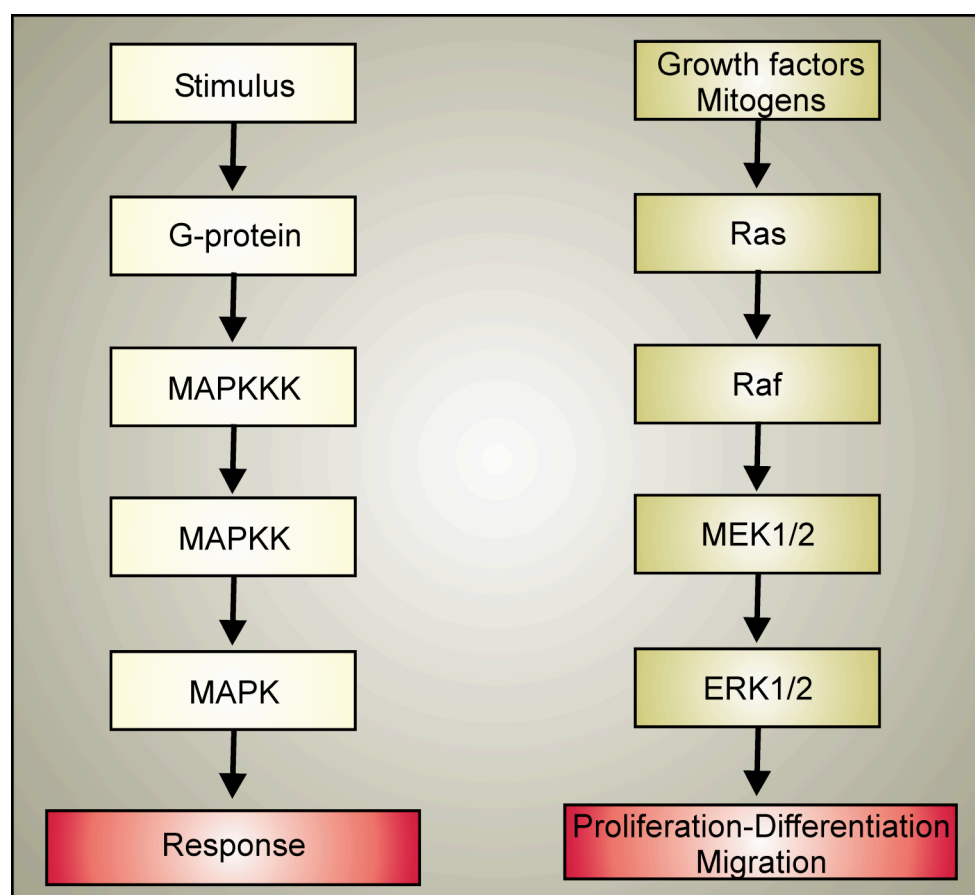 Stimulus
G-protein
MAPKKK
MAPKK
MAPK
Response
Growth factors
Mitogens
Ras
Raf
MEK1/2
ERK1/2
Proliferation-Differentiation
Migration